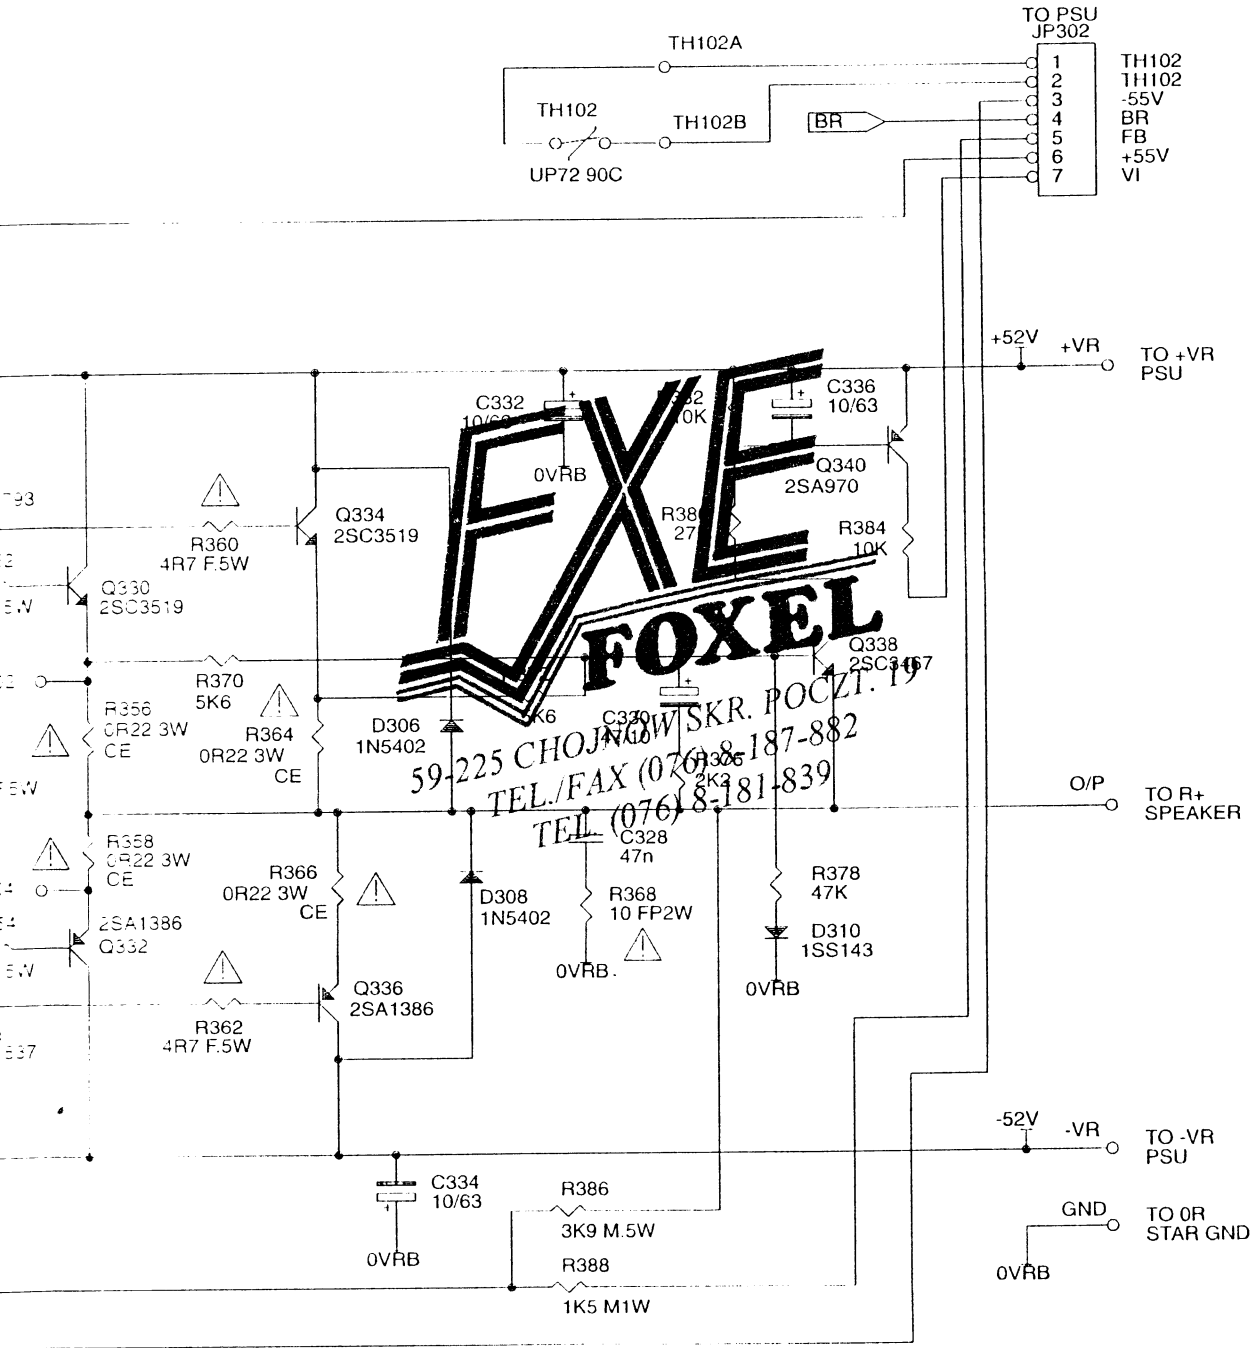 TO PSU
JP302
TH102A
1 TH102
2 TH102
3 -55V
4 BR
5 FB
6 +55V
7 VI
TH102
TH102B
BR
UP72 90C
+52V
+VR
TO +VR
PSU
C332
10K
C336
10/63
0VRB
Q340
2SA970
Q334
2SC3519
R384
10K
R360
4R7 F.5W
Q330
2SC3519
FXE
FOXEL
Q338
2SC3467
R370
5K6
59-225 CHOJNÓW SKR. POCZT. 19
TEL./FAX (076) 8-187-882
TEL. (076) 8-181-839
R356
0R22 3W
CE
R364
0R22 3W
CE
D306
1N5402
O/P
TO R+
SPEAKER
R358
0R22 3W
CE
C328
47n
R366
0R22 3W
CE
D308
1N5402
R368
10 FP2W
R378
47K
2SA1386
Q332
D310
1SS143
0VRB
0VRB
Q336
2SA1386
R362
4R7 F.5W
-52V
-VR
TO -VR
PSU
C334
10/63
R386
3K9 M.5W
GND
TO 0R
STAR GND
0VRB
0VRB
R388
1K5 M1W